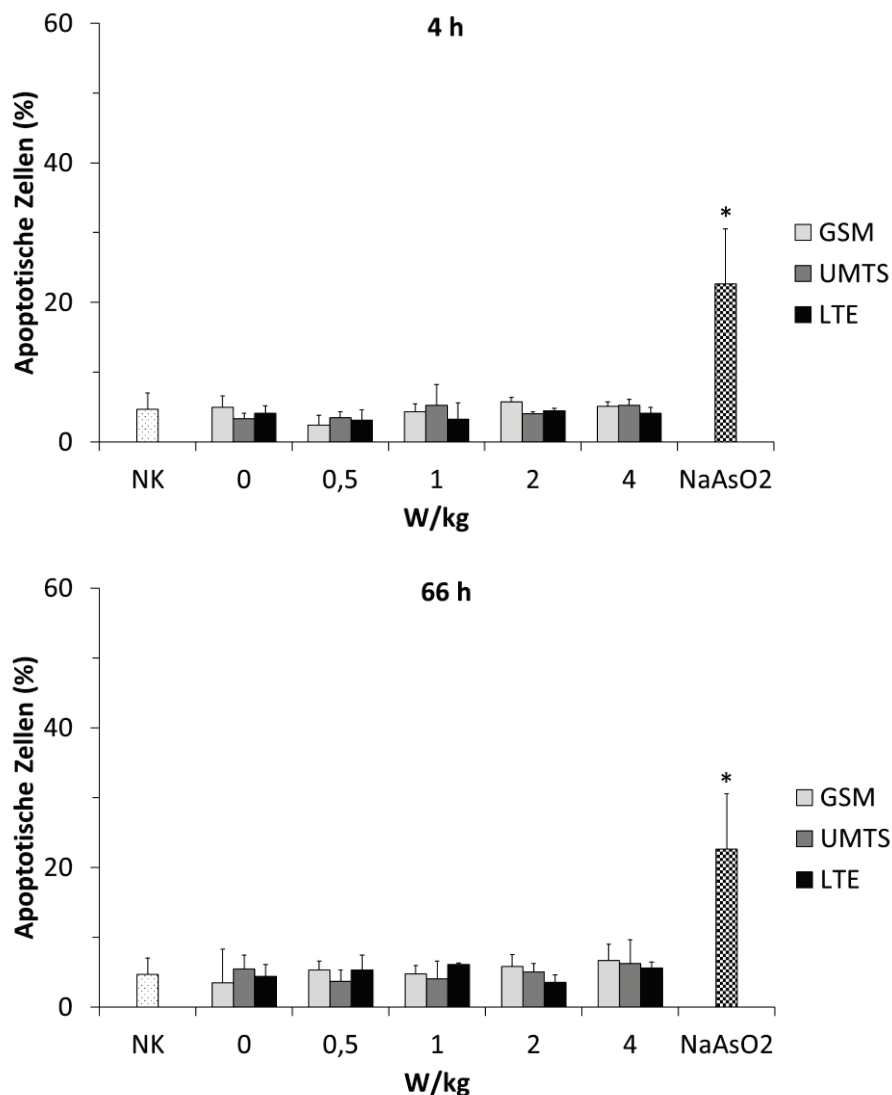 4 h
Apoptotische Zellen (%)
60
40
20
0
*
GSM
UMTS
LTE
NK 0 0,5 1 2 4 NaAsO2
W/kg
66 h
Apoptotische Zellen (%)
60
40
20
0
*
GSM
UMTS
LTE
NK 0 0,5 1 2 4 NaAsO2
W/kg